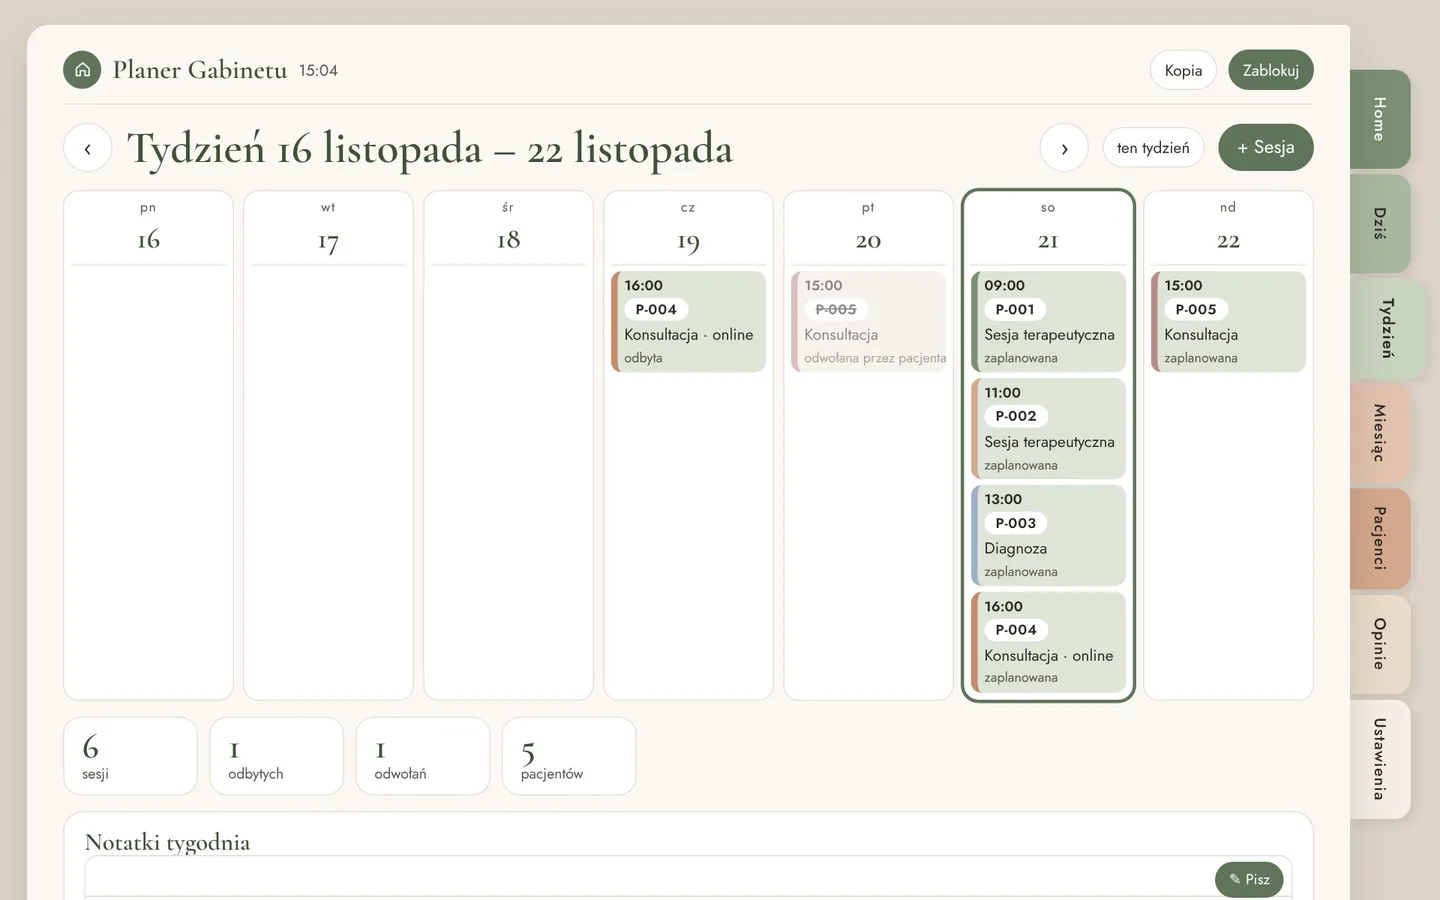 Planer Gabinetu 15:04
Kopia
Zablokuj
‹
Tydzień 16 listopada – 22 listopada
›
ten tydzień
+ Sesja
pn
16
wt
17
śr
18
cz
19
16:00
P-004
Konsultacja · online
odbyta
pt
20
15:00
P-005
Konsultacja
odwołana przez pacjenta
so
21
09:00
P-001
Sesja terapeutyczna
zaplanowana
11:00
P-002
Sesja terapeutyczna
zaplanowana
13:00
P-003
Diagnoza
zaplanowana
16:00
P-004
Konsultacja · online
zaplanowana
nd
22
15:00
P-005
Konsultacja
zaplanowana
6
sesji
1
odbytych
1
odwołań
5
pacjentów
Notatki tygodnia
✎ Pisz
Home
Dziś
Tydzień
Miesiąc
Pacjenci
Opinie
Ustawienia